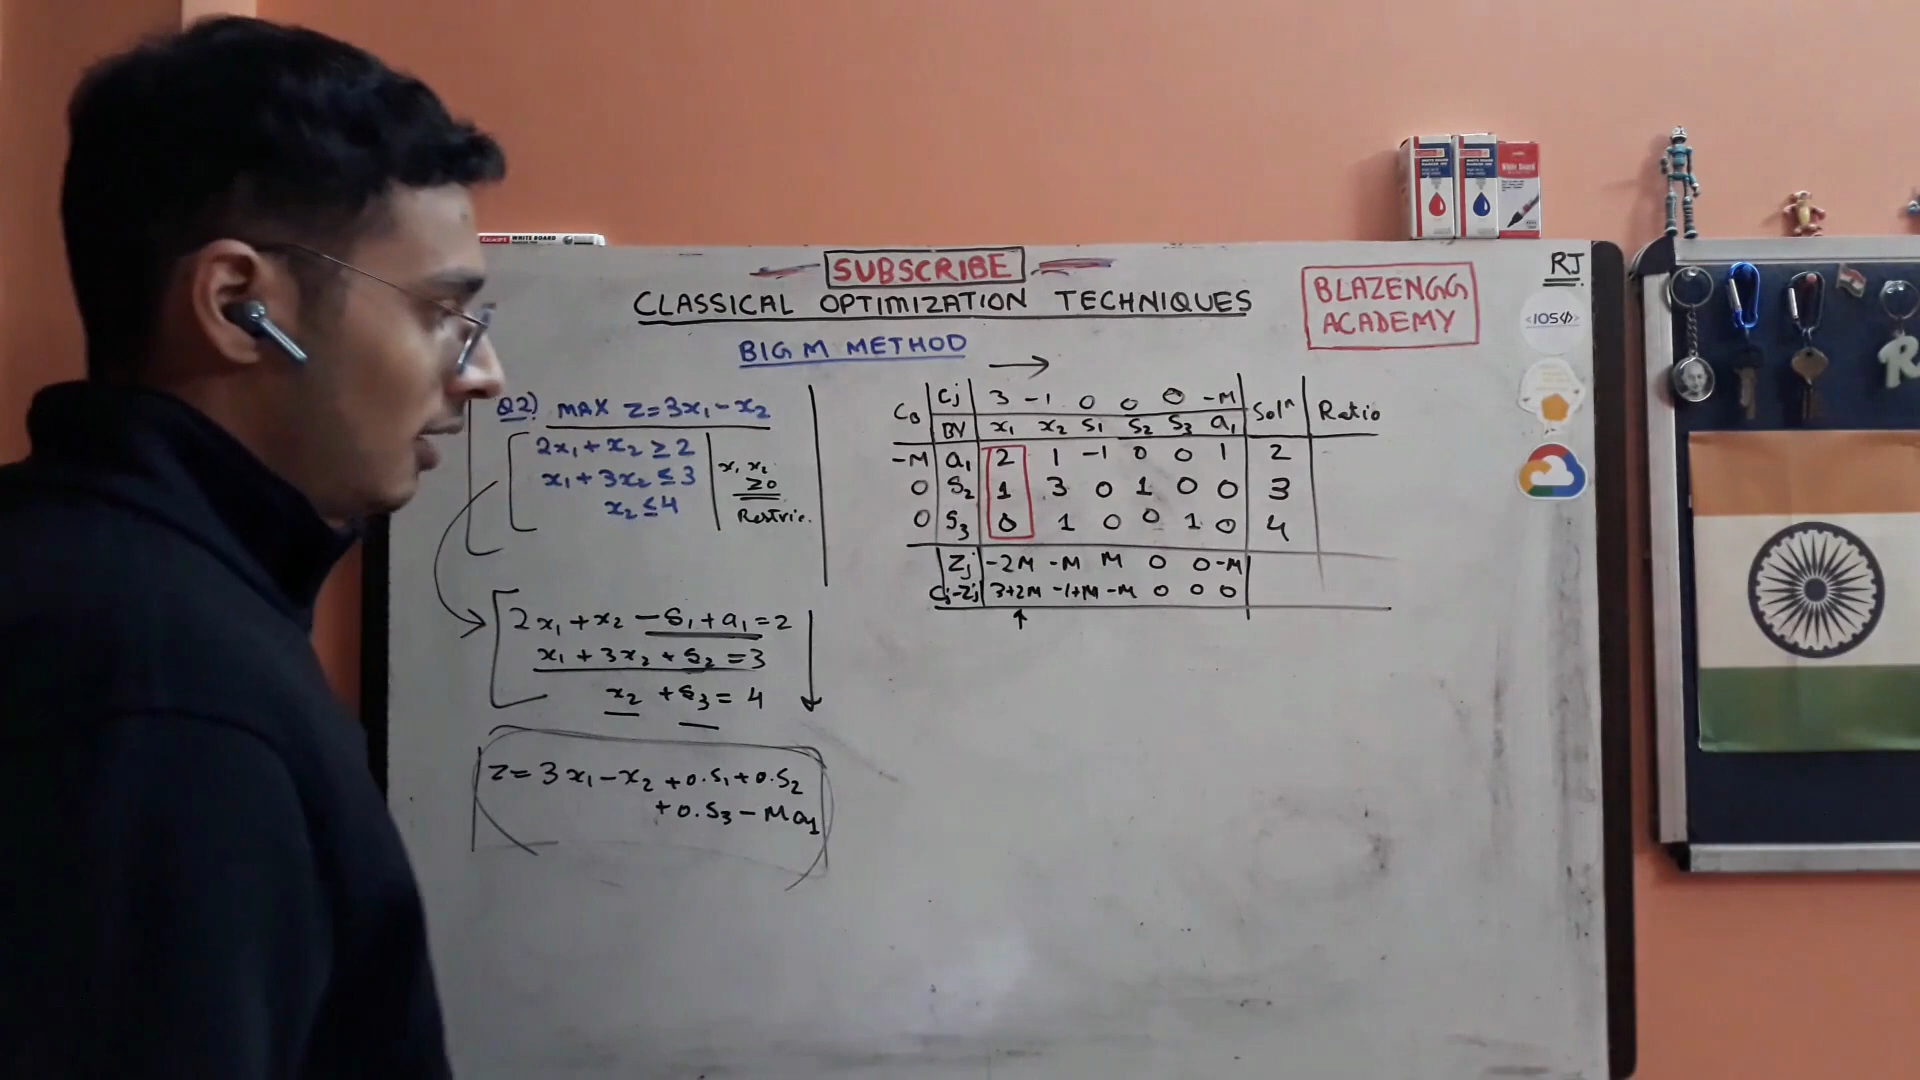 SUBSCRIBE
CLASSICAL OPTIMIZATION TECHNIQUES
BIG M METHOD
BLAZENGG
ACADEMY
RJ
<IOS>
WHITE BOARD
White Board
Q2) MAX Z=3x₁-x₂
2x₁+x₂≥2
x₁+3x₂≤3
x₂≤4
x₁ x₂
≥0
Restric.
2x₁+x₂-S₁+a₁=2
x₁+3x₂+S₂=3
x₂+S₃=4
Z=3x₁-x₂+0.S₁+0.S₂
+0.S₃-Ma₁
CB Cj 3 -1 0 0 0 -M Solⁿ Ratio
BV x₁ x₂ S₁ S₂ S₃ a₁
-M a₁ 2 1 -1 0 0 1 2
0 S₂ 1 3 0 1 0 0 3
0 S₃ 0 1 0 0 1 0 4
Zj -2M -M M 0 0 -M
Cj-Zj 3+2M -1+M -M 0 0 0
R